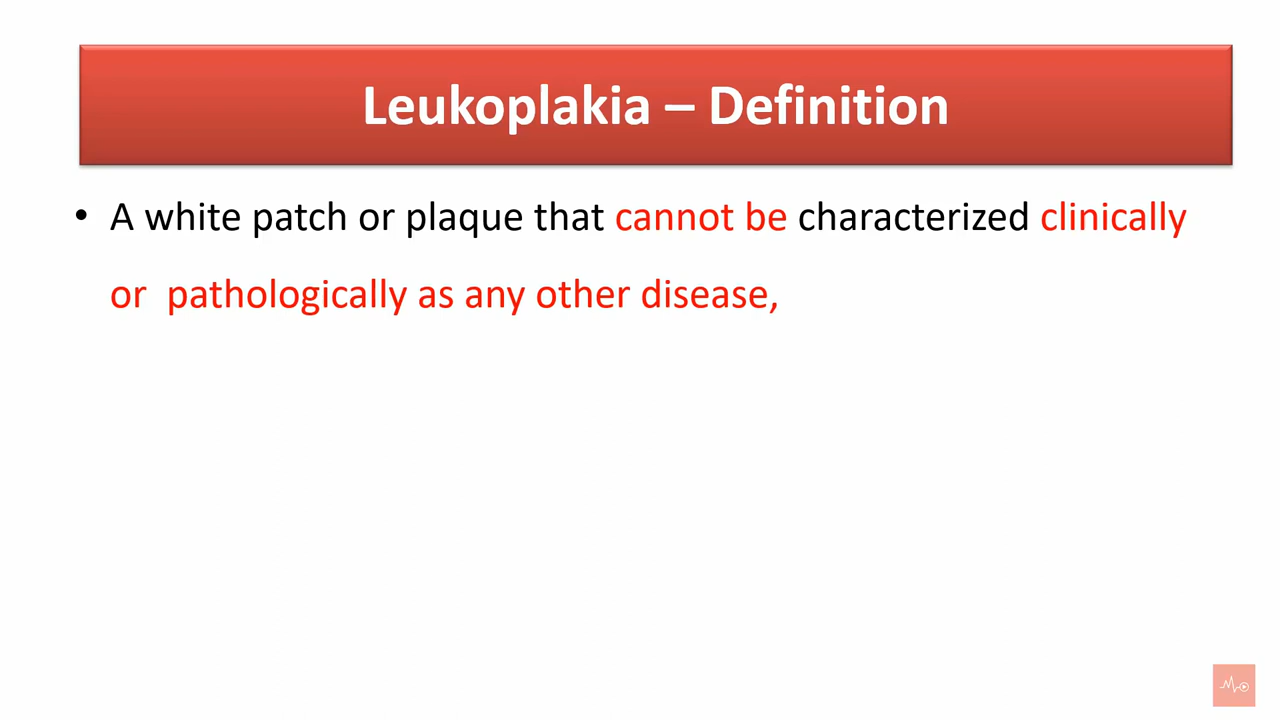 Leukoplakia – Definition
• A white patch or plaque that cannot be characterized clinically
or pathologically as any other disease,